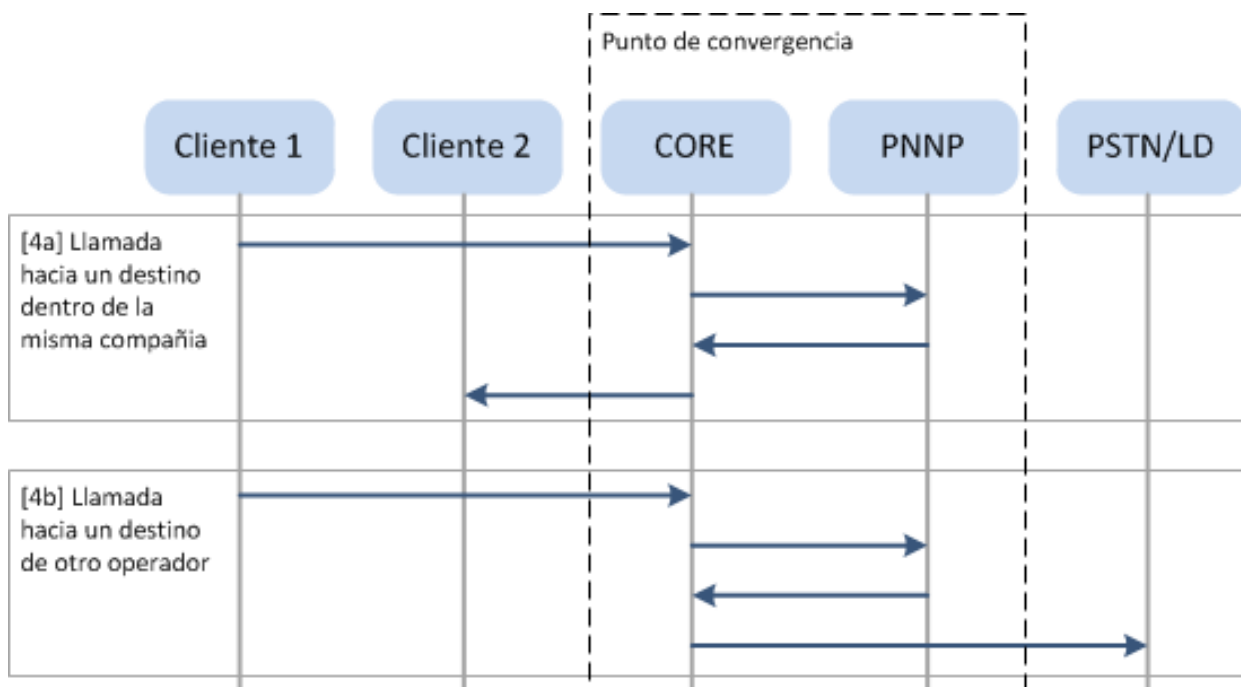 Punto de convergencia
Cliente 1
Cliente 2
CORE
PNNP
PSTN/LD
[4a] Llamada
hacia un destino
dentro de la
misma compañia
[4b] Llamada
hacia un destino
de otro operador